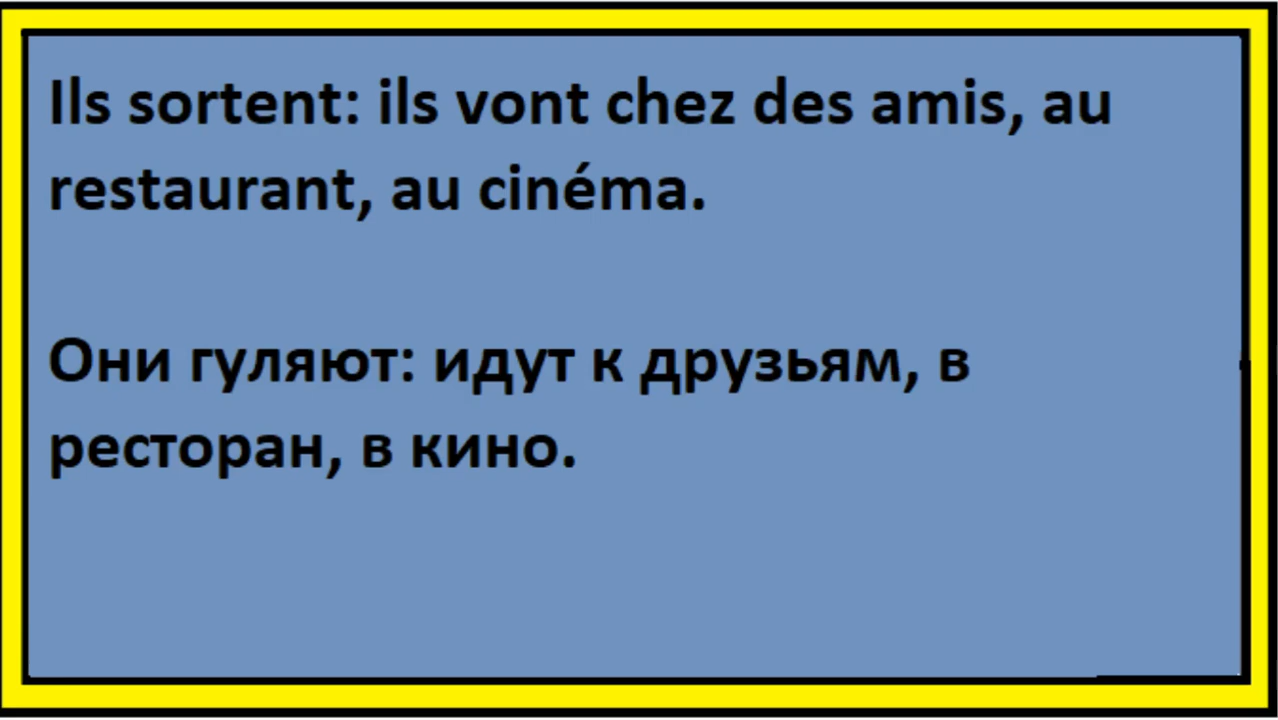 Ils sortent: ils vont chez des amis, au
restaurant, au cinéma.
Они гуляют: идут к друзьям, в
ресторан, в кино.